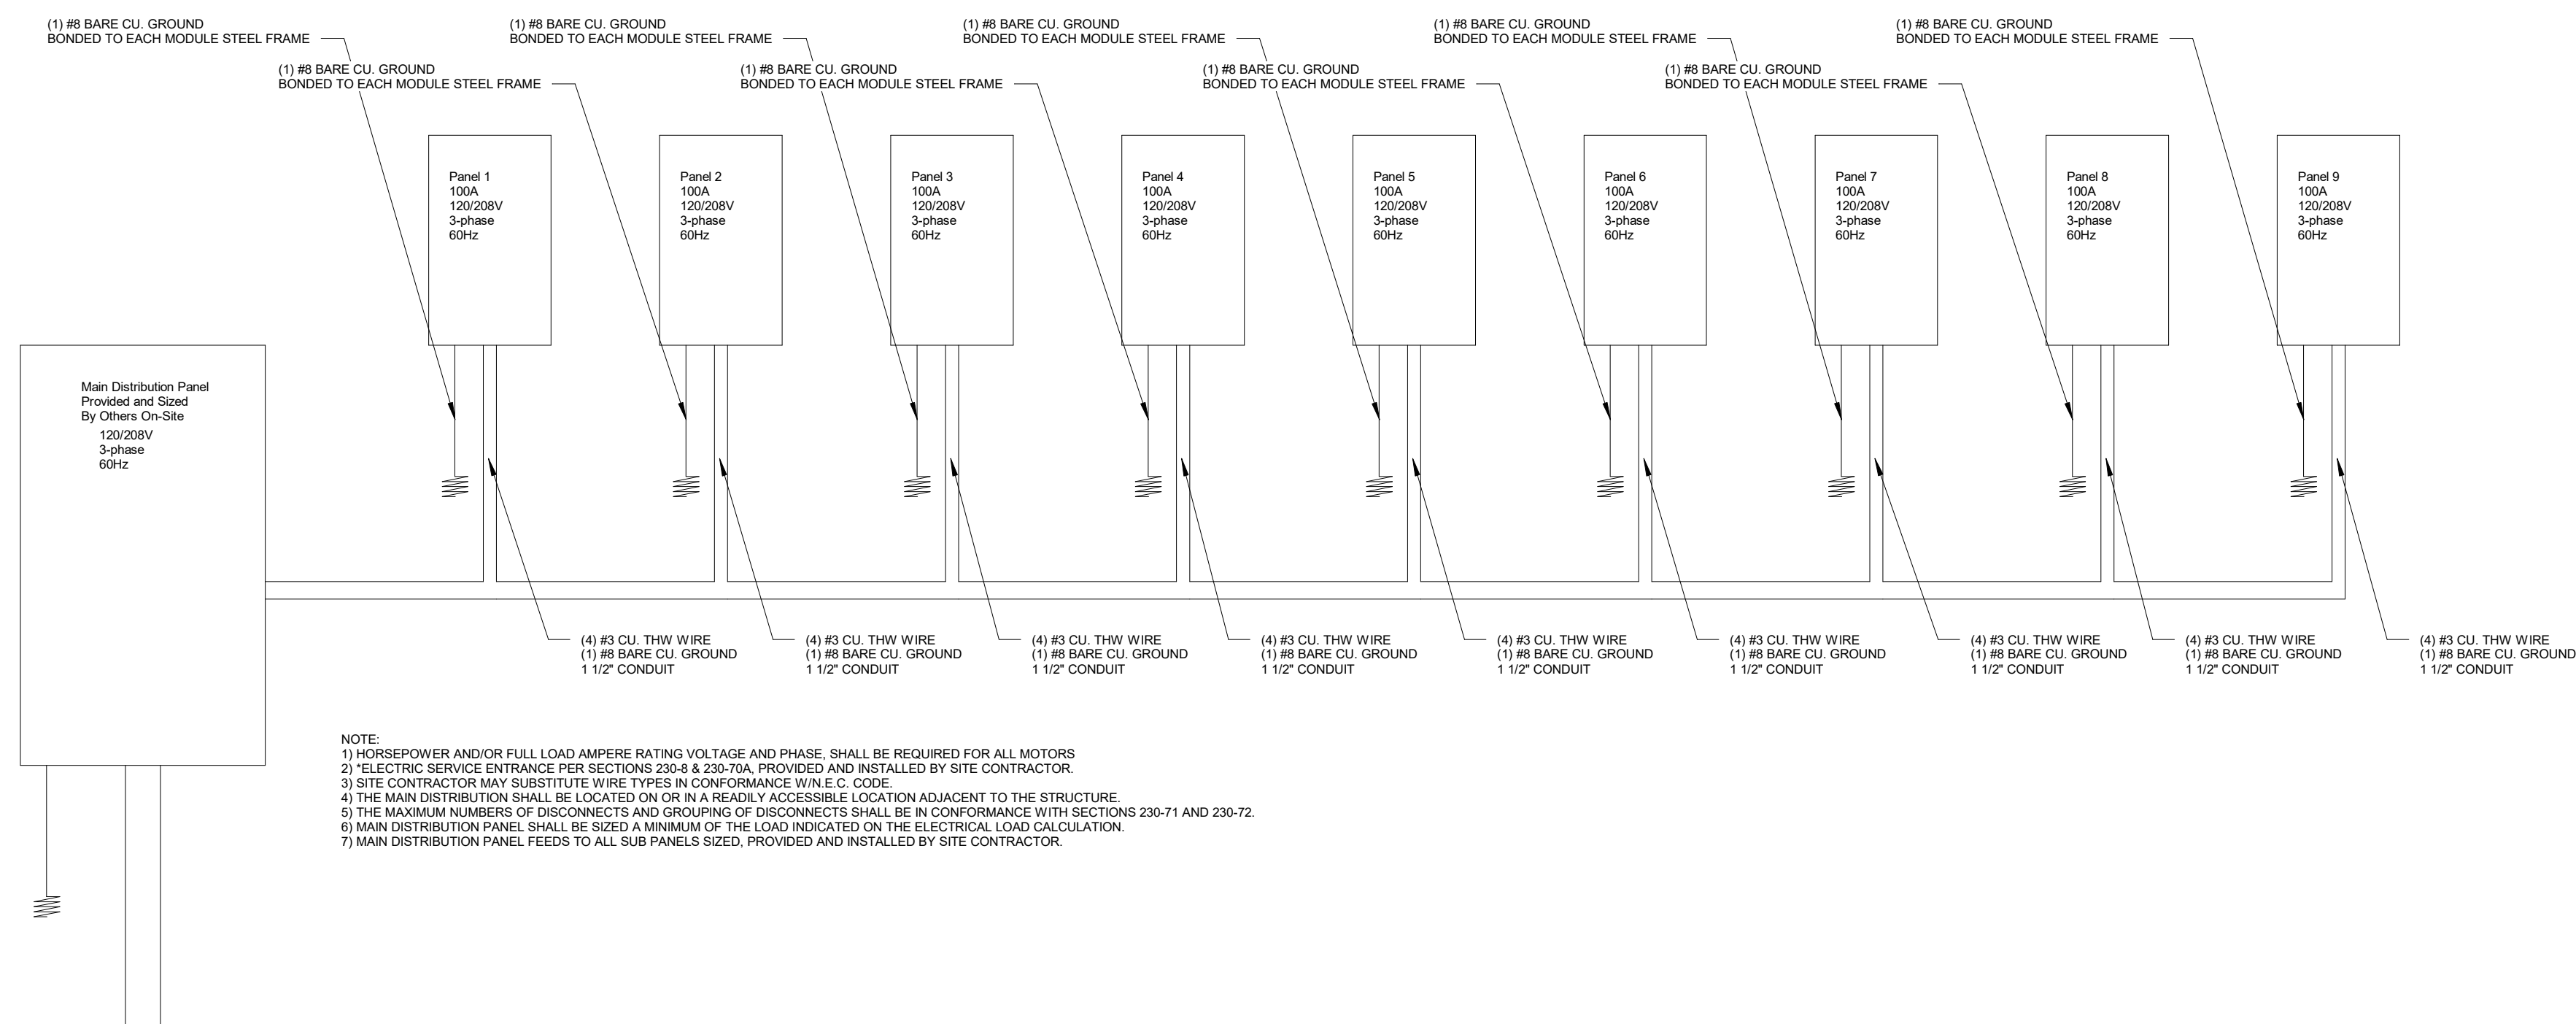 (1) #8 BARE CU. GROUND
BONDED TO EACH MODULE STEEL FRAME
(1) #8 BARE CU. GROUND
BONDED TO EACH MODULE STEEL FRAME
(1) #8 BARE CU. GROUND
BONDED TO EACH MODULE STEEL FRAME
(1) #8 BARE CU. GROUND
BONDED TO EACH MODULE STEEL FRAME
(1) #8 BARE CU. GROUND
BONDED TO EACH MODULE STEEL FRAME
(1) #8 BARE CU. GROUND
BONDED TO EACH MODULE STEEL FRAME
(1) #8 BARE CU. GROUND
BONDED TO EACH MODULE STEEL FRAME
(1) #8 BARE CU. GROUND
BONDED TO EACH MODULE STEEL FRAME
(1) #8 BARE CU. GROUND
BONDED TO EACH MODULE STEEL FRAME
Panel 1
100A
120/208V
3-phase
60Hz
Panel 2
100A
120/208V
3-phase
60Hz
Panel 3
100A
120/208V
3-phase
60Hz
Panel 4
100A
120/208V
3-phase
60Hz
Panel 5
100A
120/208V
3-phase
60Hz
Panel 6
100A
120/208V
3-phase
60Hz
Panel 7
100A
120/208V
3-phase
60Hz
Panel 8
100A
120/208V
3-phase
60Hz
Panel 9
100A
120/208V
3-phase
60Hz
Main Distribution Panel
Provided and Sized
By Others On-Site
120/208V
3-phase
60Hz
(4) #3 CU. THW WIRE
(1) #8 BARE CU. GROUND
1 1/2" CONDUIT
(4) #3 CU. THW WIRE
(1) #8 BARE CU. GROUND
1 1/2" CONDUIT
(4) #3 CU. THW WIRE
(1) #8 BARE CU. GROUND
1 1/2" CONDUIT
(4) #3 CU. THW WIRE
(1) #8 BARE CU. GROUND
1 1/2" CONDUIT
(4) #3 CU. THW WIRE
(1) #8 BARE CU. GROUND
1 1/2" CONDUIT
(4) #3 CU. THW WIRE
(1) #8 BARE CU. GROUND
1 1/2" CONDUIT
(4) #3 CU. THW WIRE
(1) #8 BARE CU. GROUND
1 1/2" CONDUIT
(4) #3 CU. THW WIRE
(1) #8 BARE CU. GROUND
1 1/2" CONDUIT
(4) #3 CU. THW WIRE
(1) #8 BARE CU. GROUND
1 1/2" CONDUIT
NOTE:
1) HORSEPOWER AND/OR FULL LOAD AMPERE RATING VOLTAGE AND PHASE, SHALL BE REQUIRED FOR ALL MOTORS
2) *ELECTRIC SERVICE ENTRANCE PER SECTIONS 230-8 & 230-70A, PROVIDED AND INSTALLED BY SITE CONTRACTOR.
3) SITE CONTRACTOR MAY SUBSTITUTE WIRE TYPES IN CONFORMANCE W/N.E.C. CODE.
4) THE MAIN DISTRIBUTION SHALL BE LOCATED ON OR IN A READILY ACCESSIBLE LOCATION ADJACENT TO THE STRUCTURE.
5) THE MAXIMUM NUMBERS OF DISCONNECTS AND GROUPING OF DISCONNECTS SHALL BE IN CONFORMANCE WITH SECTIONS 230-71 AND 230-72.
6) MAIN DISTRIBUTION PANEL SHALL BE SIZED A MINIMUM OF THE LOAD INDICATED ON THE ELECTRICAL LOAD CALCULATION.
7) MAIN DISTRIBUTION PANEL FEEDS TO ALL SUB PANELS SIZED, PROVIDED AND INSTALLED BY SITE CONTRACTOR.